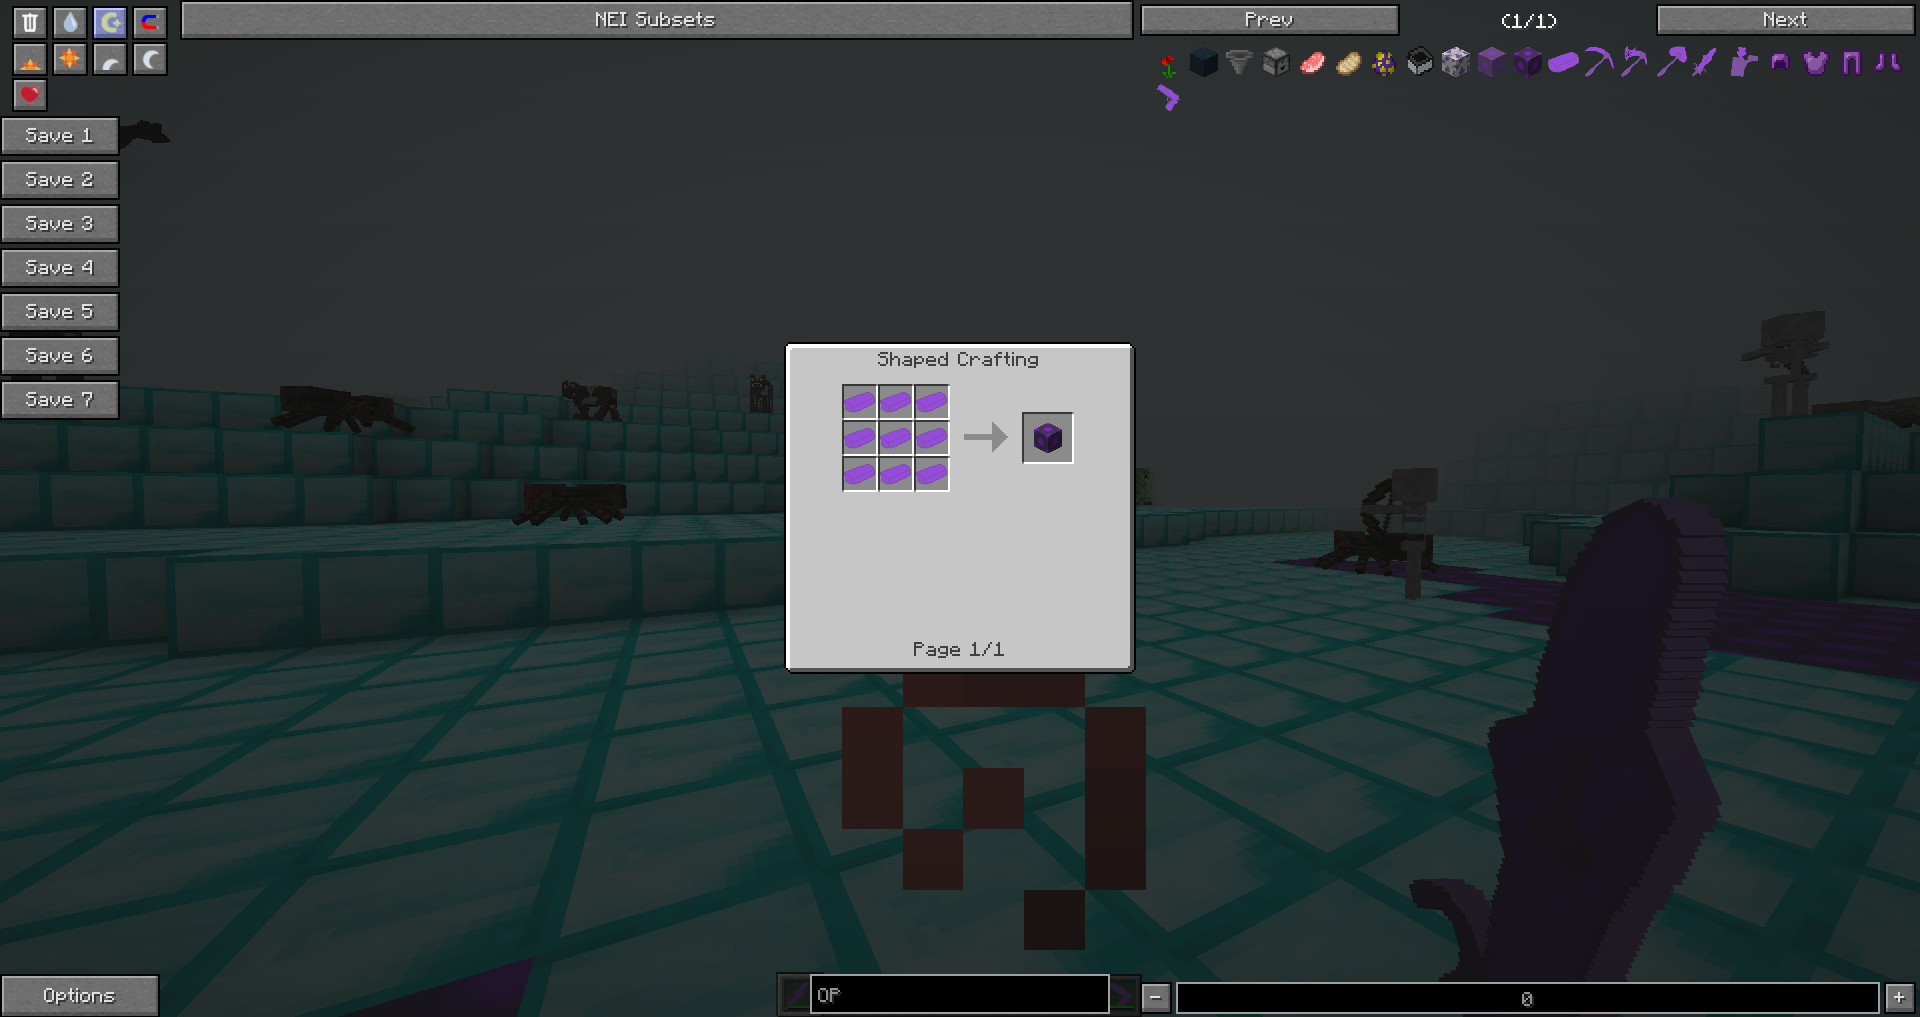 NEI Subsets
Prev
(1/1)
Next
Save 1
Save 2
Save 3
Save 4
Save 5
Save 6
Save 7
Shaped Crafting
Page 1/1
Options
OP
-
0
+